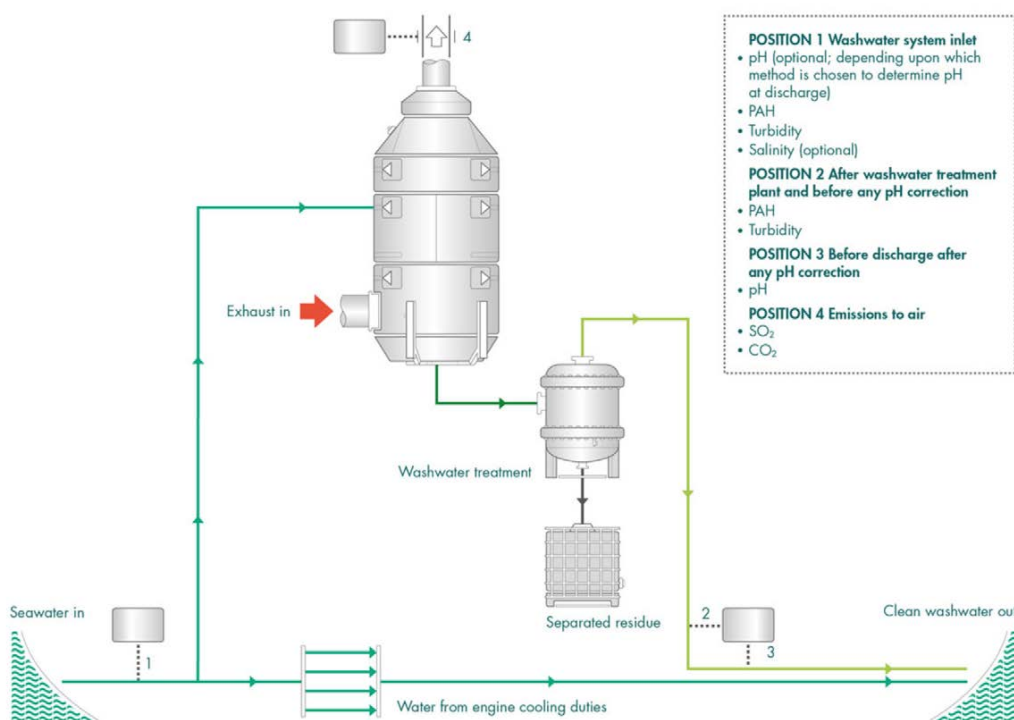 4
POSITION 1 Washwater system inlet
• pH (optional; depending upon which
method is chosen to determine pH
at discharge)
• PAH
• Turbidity
• Salinity (optional)
POSITION 2 After washwater treatment
plant and before any pH correction
• PAH
• Turbidity
POSITION 3 Before discharge after
any pH correction
• pH
POSITION 4 Emissions to air
• SO₂
• CO₂
Exhaust in
Washwater treatment
Seawater in
1
Separated residue
2
3
Clean washwater out
Water from engine cooling duties